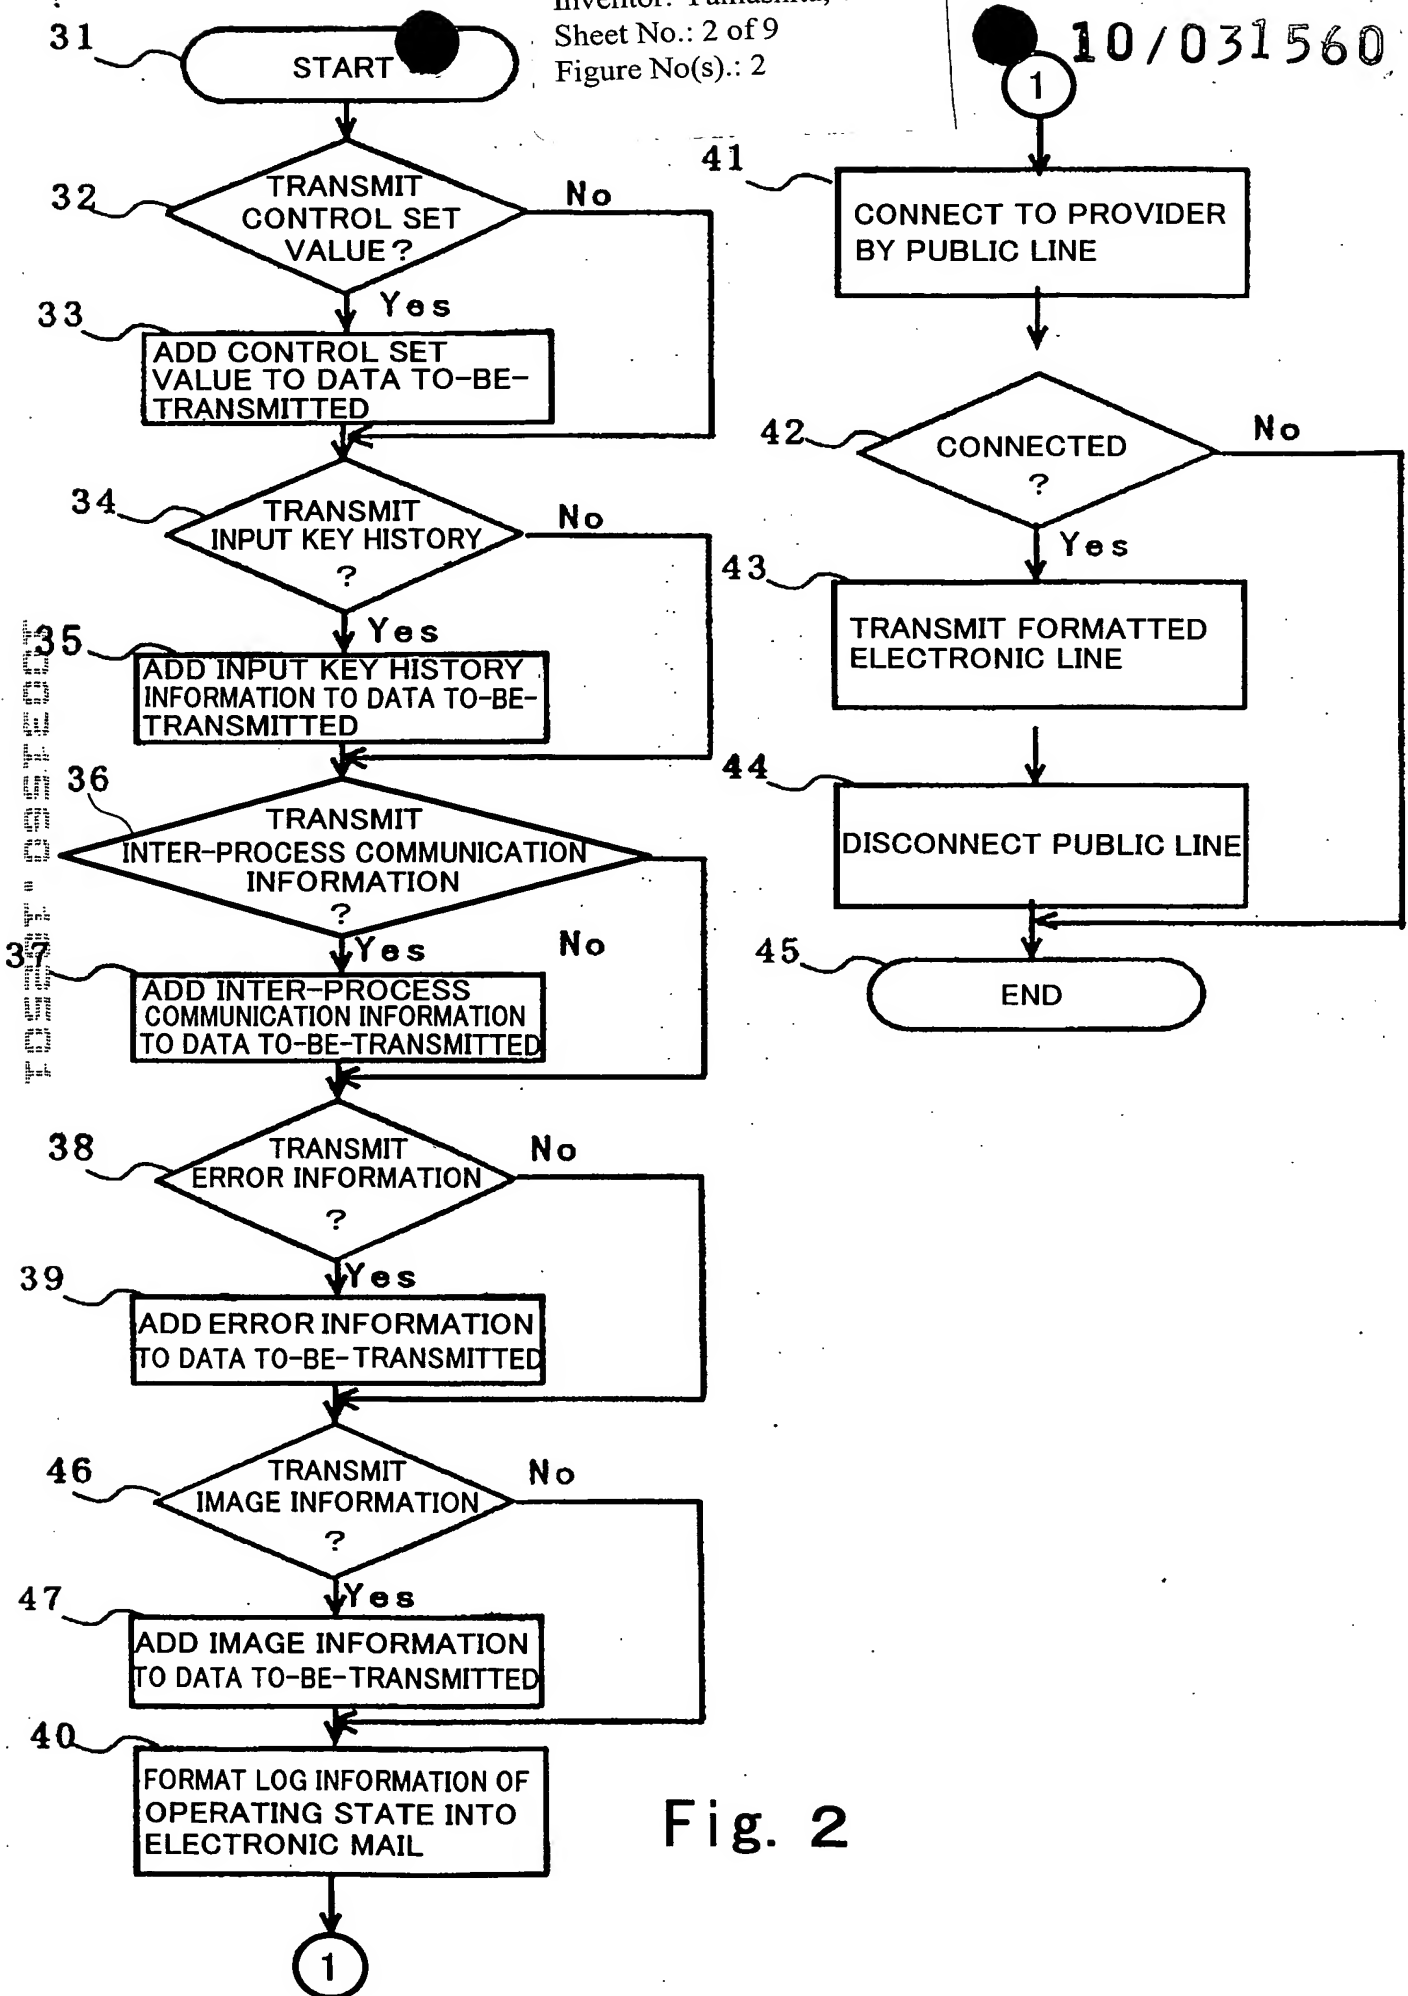 Sheet No.: 2 of 9
Figure No(s).: 2
10/031560
31
START
32
TRANSMIT
CONTROL SET
VALUE?
No
Yes
33
ADD CONTROL SET
VALUE TO DATA TO-BE-
TRANSMITTED
34
TRANSMIT
INPUT KEY HISTORY
?
No
Yes
35
ADD INPUT KEY HISTORY
INFORMATION TO DATA TO-BE-
TRANSMITTED
36
TRANSMIT
INTER-PROCESS COMMUNICATION
INFORMATION
?
Yes
No
37
ADD INTER-PROCESS
COMMUNICATION INFORMATION
TO DATA TO-BE-TRANSMITTED
38
TRANSMIT
ERROR INFORMATION
?
No
Yes
39
ADD ERROR INFORMATION
TO DATA TO-BE-TRANSMITTED
46
TRANSMIT
IMAGE INFORMATION
?
No
Yes
47
ADD IMAGE INFORMATION
TO DATA TO-BE-TRANSMITTED
40
FORMAT LOG INFORMATION OF
OPERATING STATE INTO
ELECTRONIC MAIL
1
1
41
CONNECT TO PROVIDER
BY PUBLIC LINE
42
CONNECTED
?
No
Yes
43
TRANSMIT FORMATTED
ELECTRONIC LINE
44
DISCONNECT PUBLIC LINE
45
END
Fig. 2